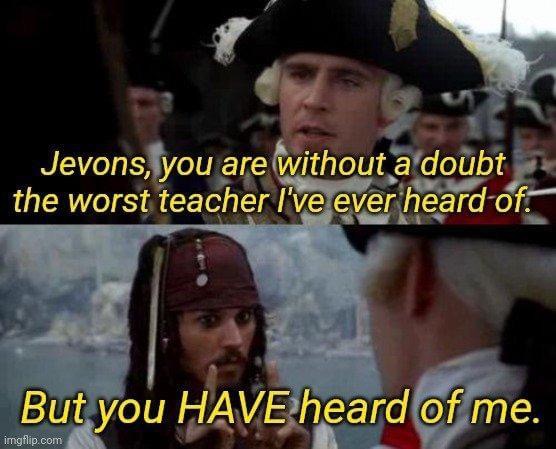 Jevons, you are without a doubt
the worst teacher I've ever heard of.
But you HAVE heard of me.
imgflip.com